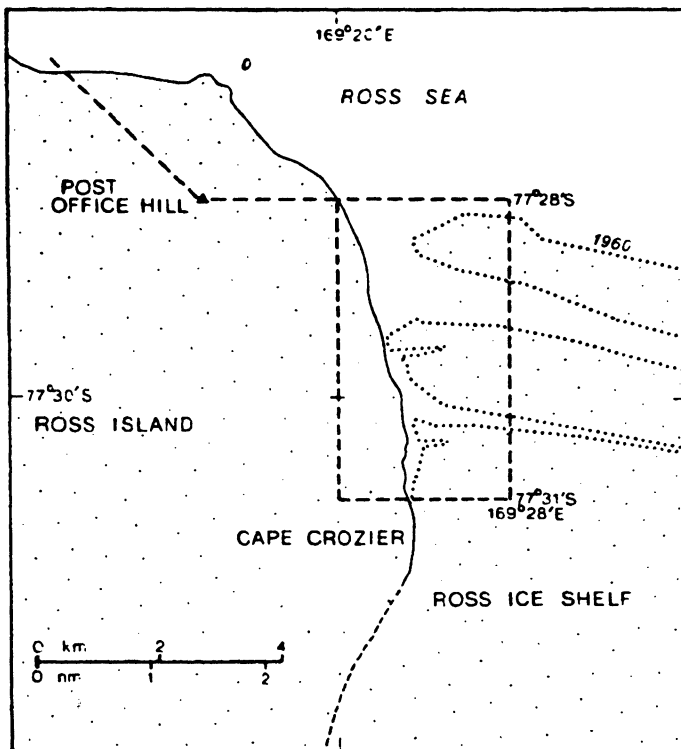 169°20'E
ROSS SEA
POST
OFFICE HILL
77°28'S
1960
77°30'S
ROSS ISLAND
77°31'S
169°28'E
CAPE CROZIER
ROSS ICE SHELF
0 km 2 4
0 nm 1 2